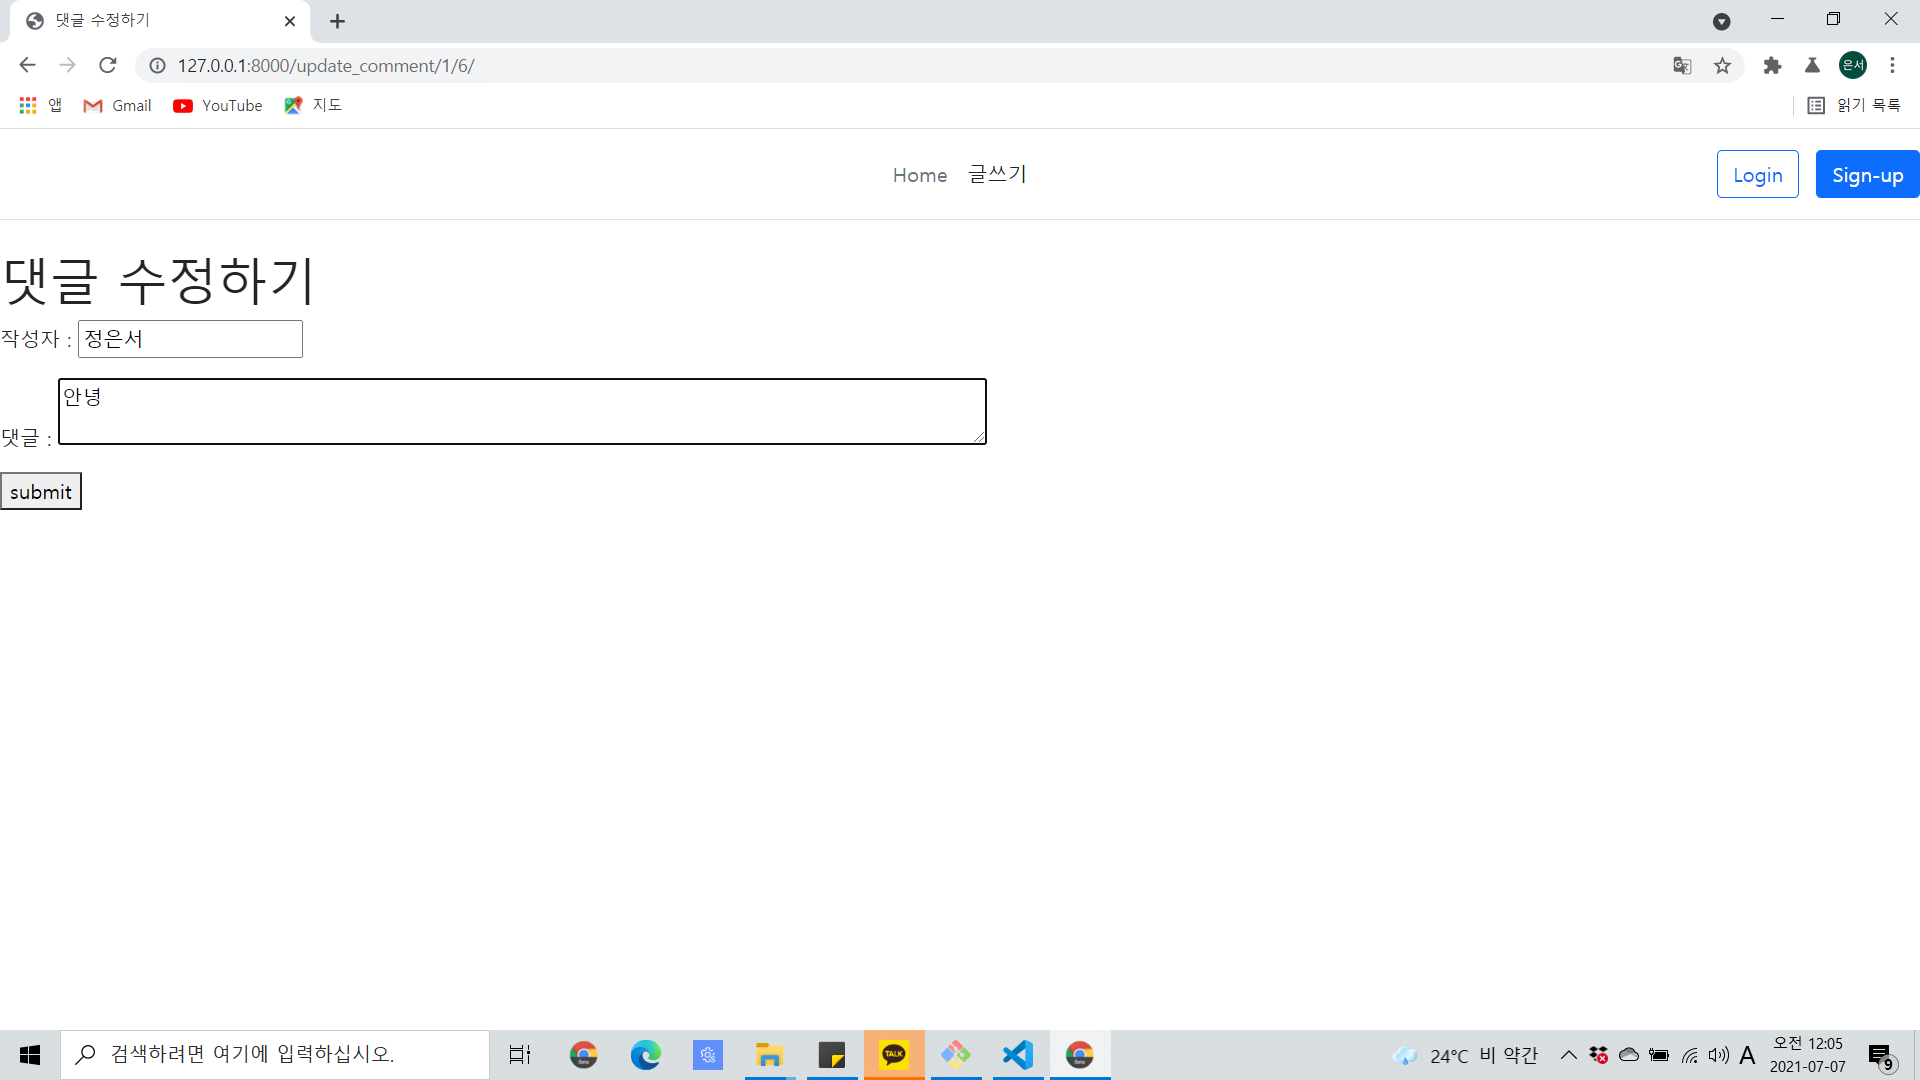 댓글 수정하기
127.0.0.1:8000/update_comment/1/6/
은서
앱 Gmail YouTube 지도 읽기 목록
Home 글쓰기 Login Sign-up
댓글 수정하기
작성자 : 정은서
안녕
댓글 :
submit
검색하려면 여기에 입력하십시오.
Beta
TALK
Beta
24°C 비 약간
A
오전 12:05
2021-07-07
9